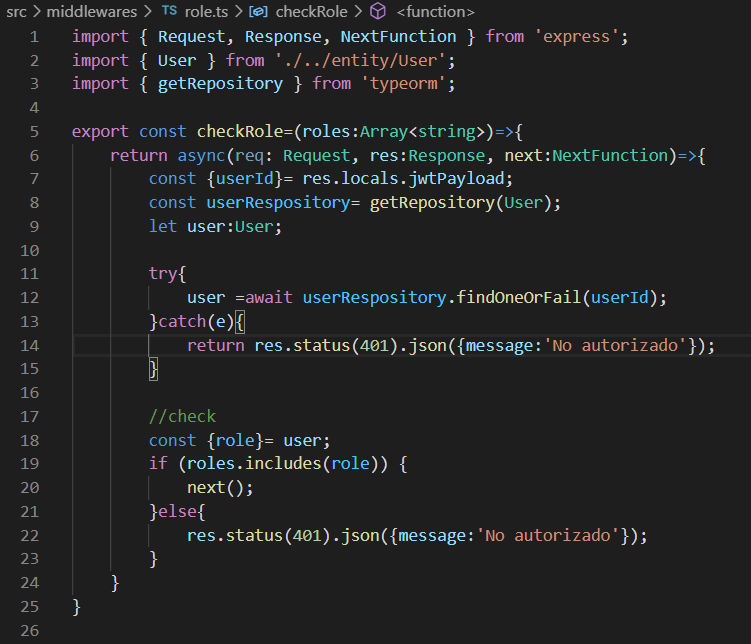 src > middlewares > TS role.ts > checkRole > <function>
1 import { Request, Response, NextFunction } from 'express';
2 import { User } from './../entity/User';
3 import { getRepository } from 'typeorm';
4
5 export const checkRole=(roles:Array<string>)=>{
6     return async(req: Request, res:Response, next:NextFunction)=>{
7         const {userId}= res.locals.jwtPayload;
8         const userRespository= getRepository(User);
9         let user:User;
10
11         try{
12             user =await userRespository.findOneOrFail(userId);
13         }catch(e){
14             return res.status(401).json({message:'No autorizado'});
15         }
16
17         //check
18         const {role}= user;
19         if (roles.includes(role)) {
20             next();
21         }else{
22             res.status(401).json({message:'No autorizado'});
23         }
24     }
25 }
26